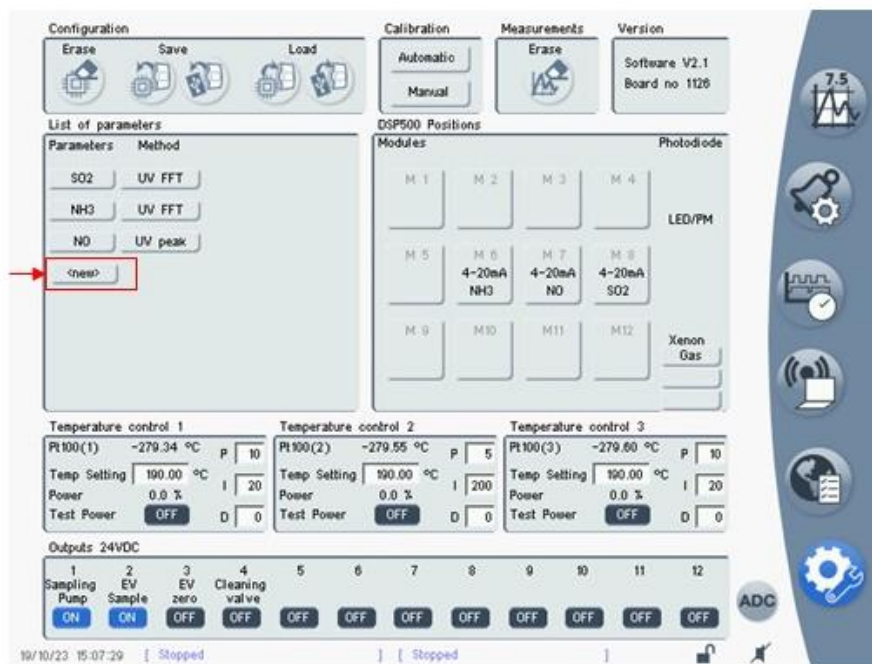 Configuration
Erase Save Load
Calibration
Automatic
Manual
Measurements
Erase
Version
Software V2.1
Board no 1126
7.5
List of parameters
Parameters Method
SO2 UV FFT
NH3 UV FFT
NO UV peak
<new>
DSP500 Positions
Modules Photodiode
M 1 M 2 M 3 M 4
LED/PM
M 5 M 6 M 7 M 8
4-20mA 4-20mA 4-20mA
NH3 NO SO2
M 9 M10 M11 M12
Xenon
Gas
Temperature control 1
Pt100(1) -279.34 °C P 10
Temp Setting 190.00 °C I 20
Power 0.0 %
Test Power OFF D 0
Temperature control 2
Pt100(2) -279.55 °C P 5
Temp Setting 190.00 °C I 200
Power 0.0 %
Test Power OFF D 0
Temperature control 3
Pt100(3) -279.60 °C P 10
Temp Setting 190.00 °C I 20
Power 0.0 %
Test Power OFF D 0
Outputs 24VDC
1 2 3 4 5 6 7 8 9 10 11 12
Sampling EV EV Cleaning
Pump Sample zero valve
ON ON OFF OFF OFF OFF OFF OFF OFF OFF OFF OFF
ADC
19/10/23 15:07:29 [ Stopped ] [ Stopped ]